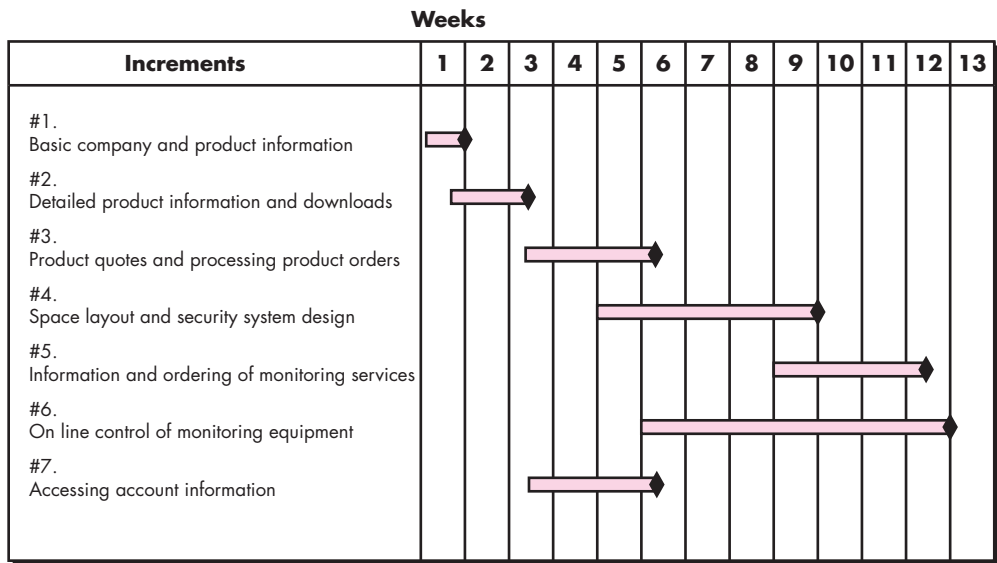 Weeks
Increments 1 2 3 4 5 6 7 8 9 10 11 12 13
#1.
Basic company and product information
#2.
Detailed product information and downloads
#3.
Product quotes and processing product orders
#4.
Space layout and security system design
#5.
Information and ordering of monitoring services
#6.
On line control of monitoring equipment
#7.
Accessing account information